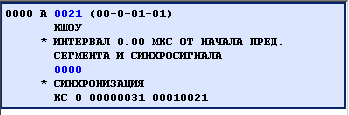 0000 А 0021 (00-0-01-01)
КШОУ
* ИНТЕРВАЛ 0.00 МКС ОТ НАЧАЛА ПРЕД.
СЕГМЕНТА И СИНХРОСИГНАЛА
0000
* СИНХРОНИЗАЦИЯ
КС 0 00000031 00010021